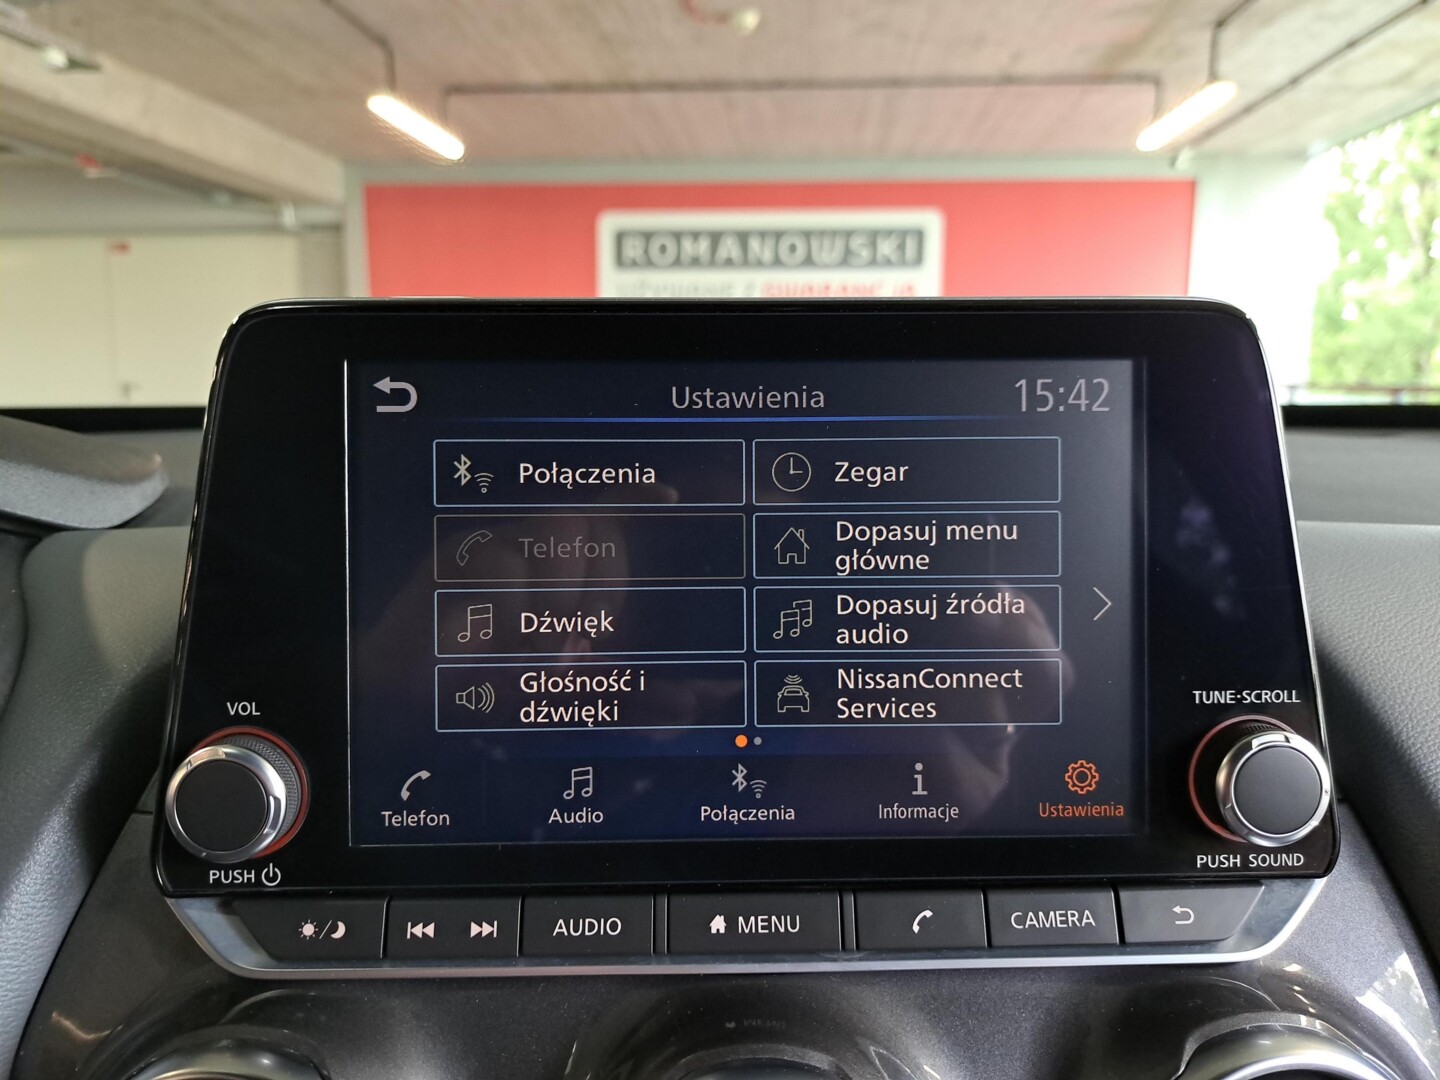 ROMANOWSKI
Ustawienia
15:42
Połączenia
Zegar
Telefon
Dopasuj menu
główne
Dźwięk
Dopasuj źródła
audio
Głośność i
dźwięki
NissanConnect
Services
Telefon
Audio
Połączenia
Informacje
Ustawienia
VOL
PUSH
TUNE·SCROLL
PUSH SOUND
AUDIO
MENU
CAMERA